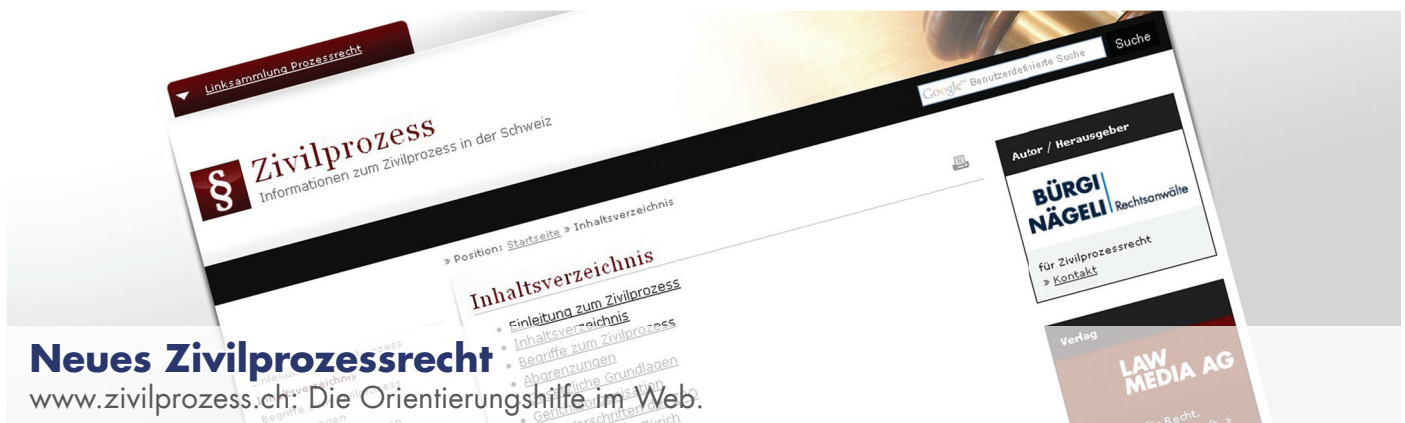 Linksammlung Prozessrecht
§
Zivilprozess
Informationen zum Zivilprozess in der Schweiz
Google™ Benutzerdefinierte Suche
Suche
» Position: Startseite » Inhaltsverzeichnis
Inhaltsverzeichnis
• Einleitung zum Zivilprozess
• Inhaltsverzeichnis
• Begriffe zum Zivilprozess
• Abgrenzungen
Autor / Herausgeber
BÜRGI
NÄGELI Rechtsanwälte
für Zivilprozessrecht
» Kontakt
Verlag
LAW
MEDIA AG
Neues Zivilprozessrecht
www.zivilprozess.ch: Die Orientierungshilfe im Web.